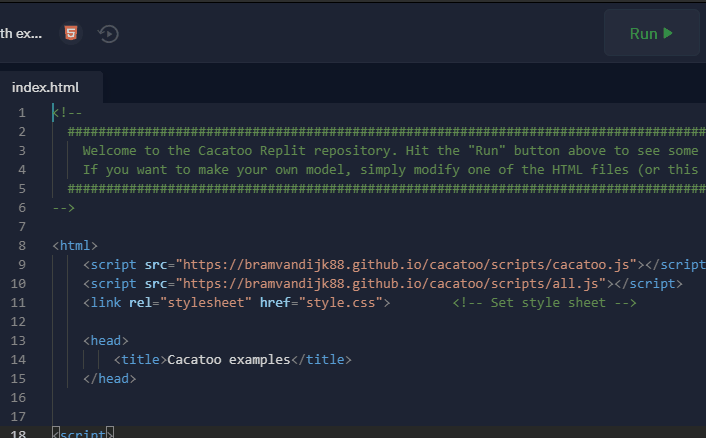 th ex...
Run
index.html
1 <!--
2 ##################################################################################
3 Welcome to the Cacatoo Replit repository. Hit the "Run" button above to see some
4 If you want to make your own model, simply modify one of the HTML files (or this
5 ##################################################################################
6 -->
7
8 <html>
9 <script src="https://bramvandijk88.github.io/cacatoo/scripts/cacatoo.js"></script
10 <script src="https://bramvandijk88.github.io/cacatoo/scripts/all.js"></script>
11 <link rel="stylesheet" href="style.css"> <!-- Set style sheet -->
12
13 <head>
14 <title>Cacatoo examples</title>
15 </head>
16
17
18 <script>